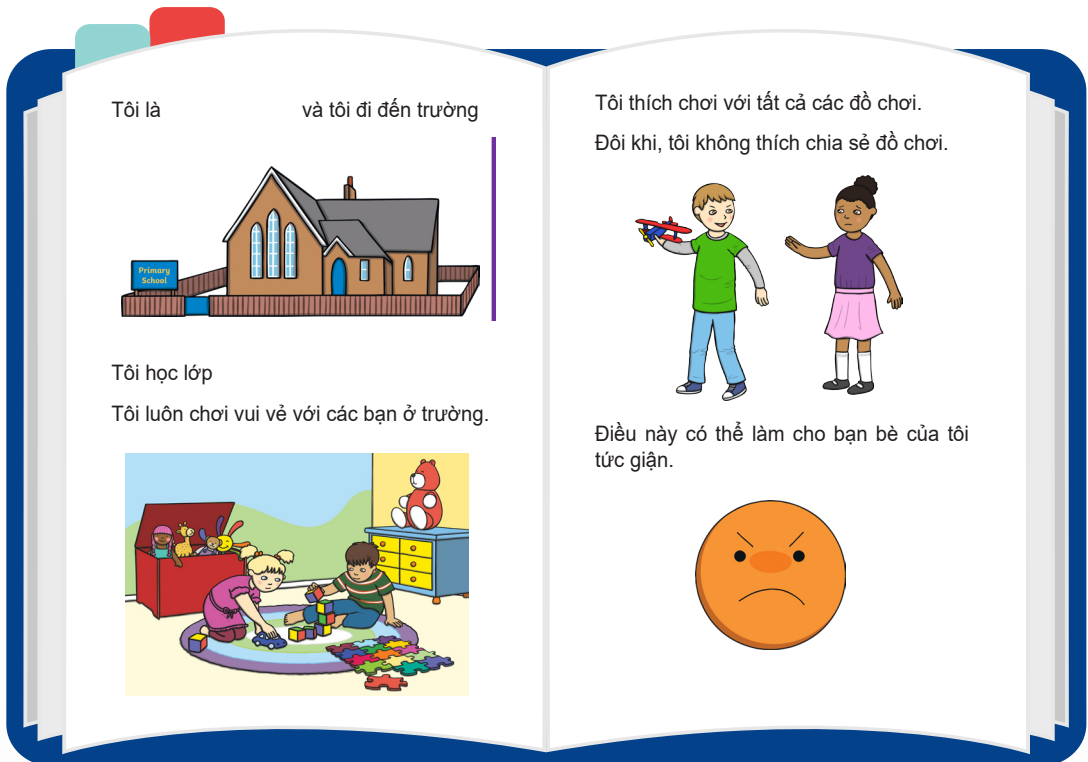 Tôi là và tôi đi đến trường
Primary
School
Tôi học lớp
Tôi luôn chơi vui vẻ với các bạn ở trường.
Tôi thích chơi với tất cả các đồ chơi.
Đôi khi, tôi không thích chia sẻ đồ chơi.
Điều này có thể làm cho bạn bè của tôi
tức giận.